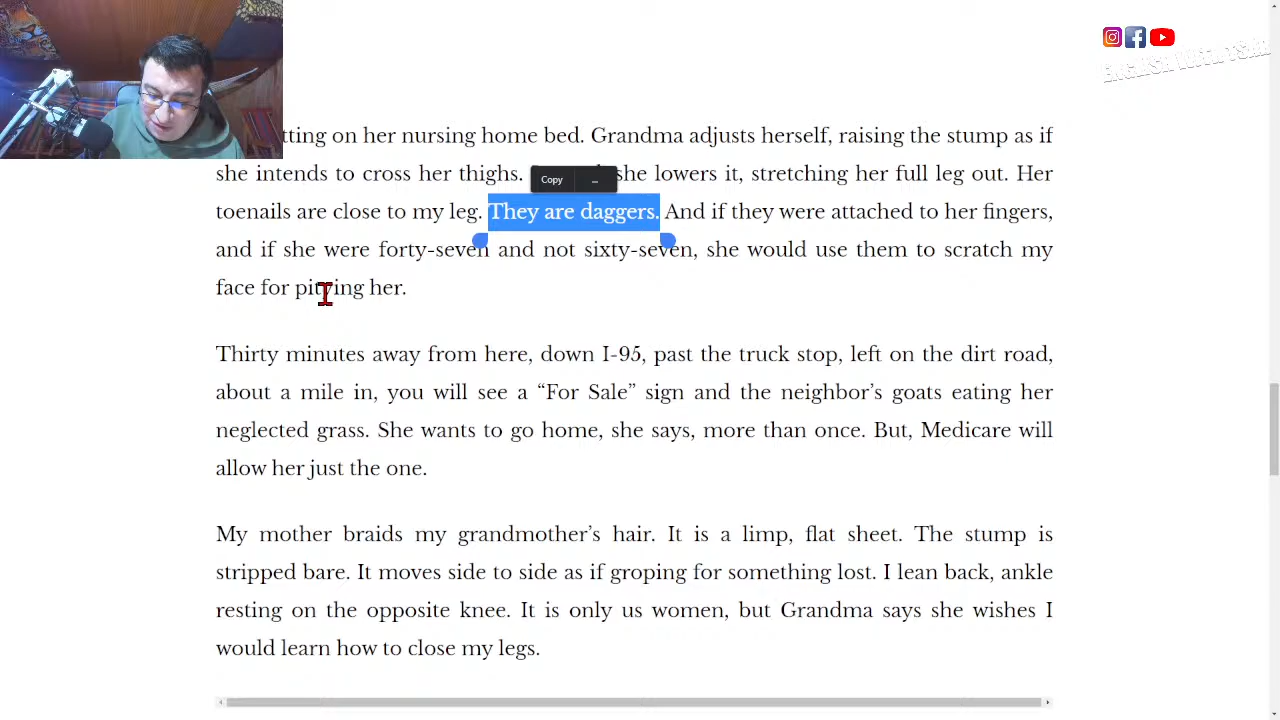 tting on her nursing home bed. Grandma adjusts herself, raising the stump as if
she intends to cross her thighs. she lowers it, stretching her full leg out. Her
Copy ...
toenails are close to my leg. They are daggers. And if they were attached to her fingers,
and if she were forty-seven and not sixty-seven, she would use them to scratch my
face for pitying her.
Thirty minutes away from here, down I-95, past the truck stop, left on the dirt road,
about a mile in, you will see a “For Sale” sign and the neighbor’s goats eating her
neglected grass. She wants to go home, she says, more than once. But, Medicare will
allow her just the one.
My mother braids my grandmother’s hair. It is a limp, flat sheet. The stump is
stripped bare. It moves side to side as if groping for something lost. I lean back, ankle
resting on the opposite knee. It is only us women, but Grandma says she wishes I
would learn how to close my legs.
ENGLISH WITH